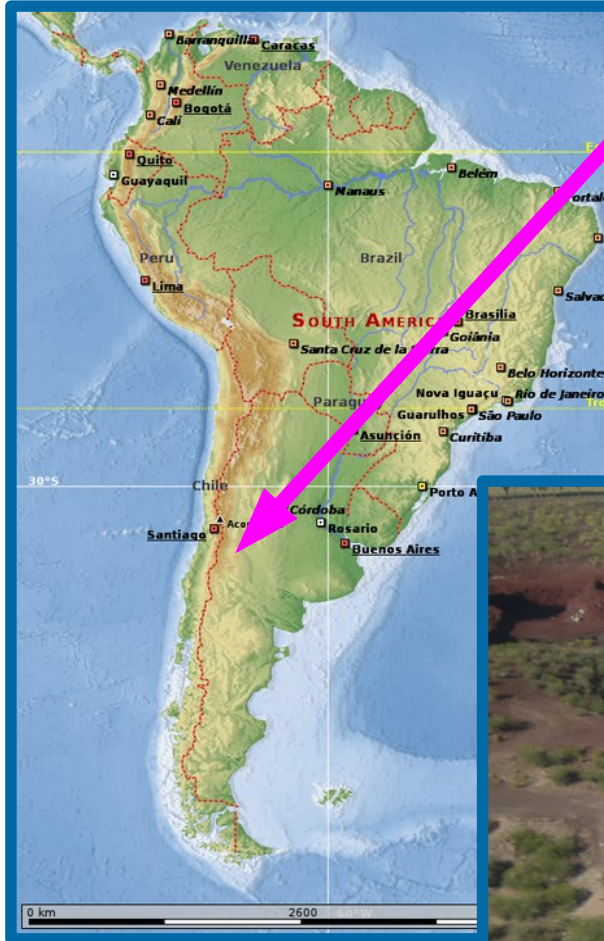 Barranquilla
Caracas
Venezuela
Medellín
Bogotá
Cali
Quito
Guayaquil
Manaus
Belém
Peru
Brazil
Lima
SOUTH AMERIC
Brasília
Goiânia
Salvad
Santa Cruz de la
Belo Horizonte
Nova Iguaçu
Rio de Janeiro
Guarulhos
São Paulo
Asunción
Curitiba
30°S
Chile
Porto A
Córdoba
Santiago
Rosario
Buenos Aires
0 km
2600
60°W